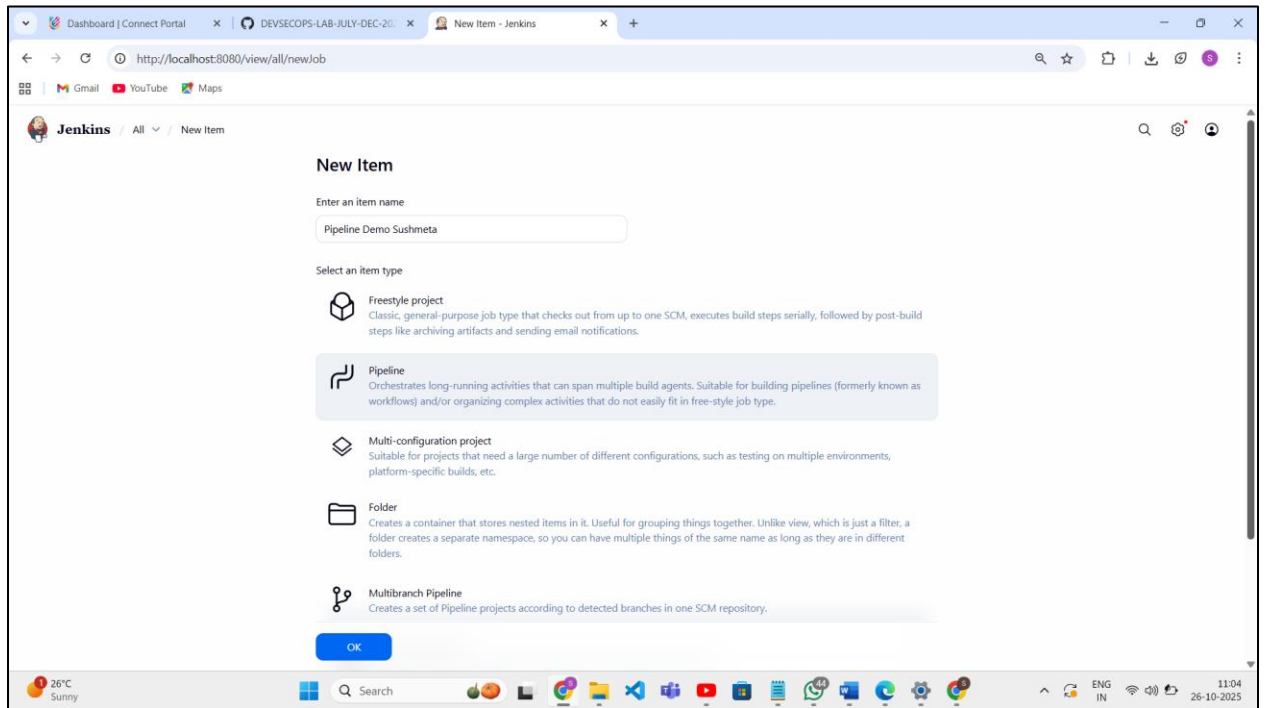 Dashboard | Connect Portal
DEVSECOPS-LAB-JULY-DEC-20
New Item - Jenkins
http://localhost:8080/view/all/newJob
S
Gmail
YouTube
Maps
Jenkins / All / New Item
New Item
Enter an item name
Pipeline Demo Sushmeta
Select an item type
Freestyle project
Classic, general-purpose job type that checks out from up to one SCM, executes build steps serially, followed by post-build
steps like archiving artifacts and sending email notifications.
Pipeline
Orchestrates long-running activities that can span multiple build agents. Suitable for building pipelines (formerly known as
workflows) and/or organizing complex activities that do not easily fit in free-style job type.
Multi-configuration project
Suitable for projects that need a large number of different configurations, such as testing on multiple environments,
platform-specific builds, etc.
Folder
Creates a container that stores nested items in it. Useful for grouping things together. Unlike view, which is just a filter, a
folder creates a separate namespace, so you can have multiple things of the same name as long as they are in different
folders.
Multibranch Pipeline
Creates a set of Pipeline projects according to detected branches in one SCM repository.
OK
1
26°C
Sunny
Search
44
ENG
IN
11:04
26-10-2025